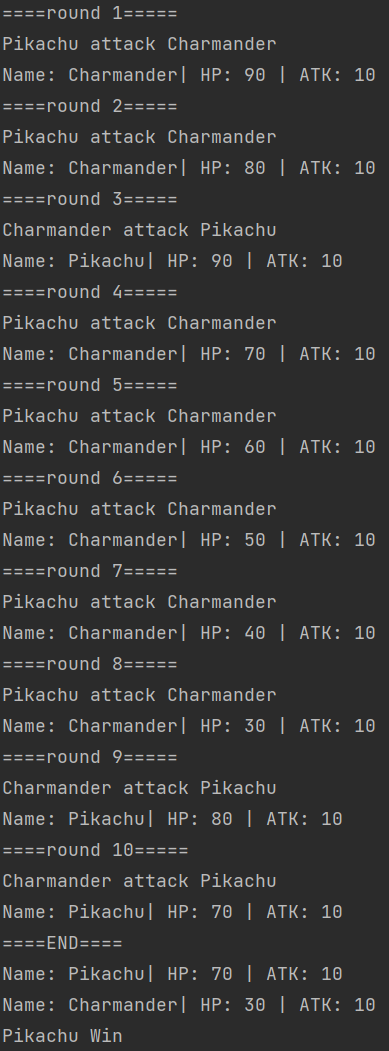 ====round 1=====
Pikachu attack Charmander
Name: Charmander| HP: 90 | ATK: 10
====round 2=====
Pikachu attack Charmander
Name: Charmander| HP: 80 | ATK: 10
====round 3=====
Charmander attack Pikachu
Name: Pikachu| HP: 90 | ATK: 10
====round 4=====
Pikachu attack Charmander
Name: Charmander| HP: 70 | ATK: 10
====round 5=====
Pikachu attack Charmander
Name: Charmander| HP: 60 | ATK: 10
====round 6=====
Pikachu attack Charmander
Name: Charmander| HP: 50 | ATK: 10
====round 7=====
Pikachu attack Charmander
Name: Charmander| HP: 40 | ATK: 10
====round 8=====
Pikachu attack Charmander
Name: Charmander| HP: 30 | ATK: 10
====round 9=====
Charmander attack Pikachu
Name: Pikachu| HP: 80 | ATK: 10
====round 10=====
Charmander attack Pikachu
Name: Pikachu| HP: 70 | ATK: 10
====END====
Name: Pikachu| HP: 70 | ATK: 10
Name: Charmander| HP: 30 | ATK: 10
Pikachu Win